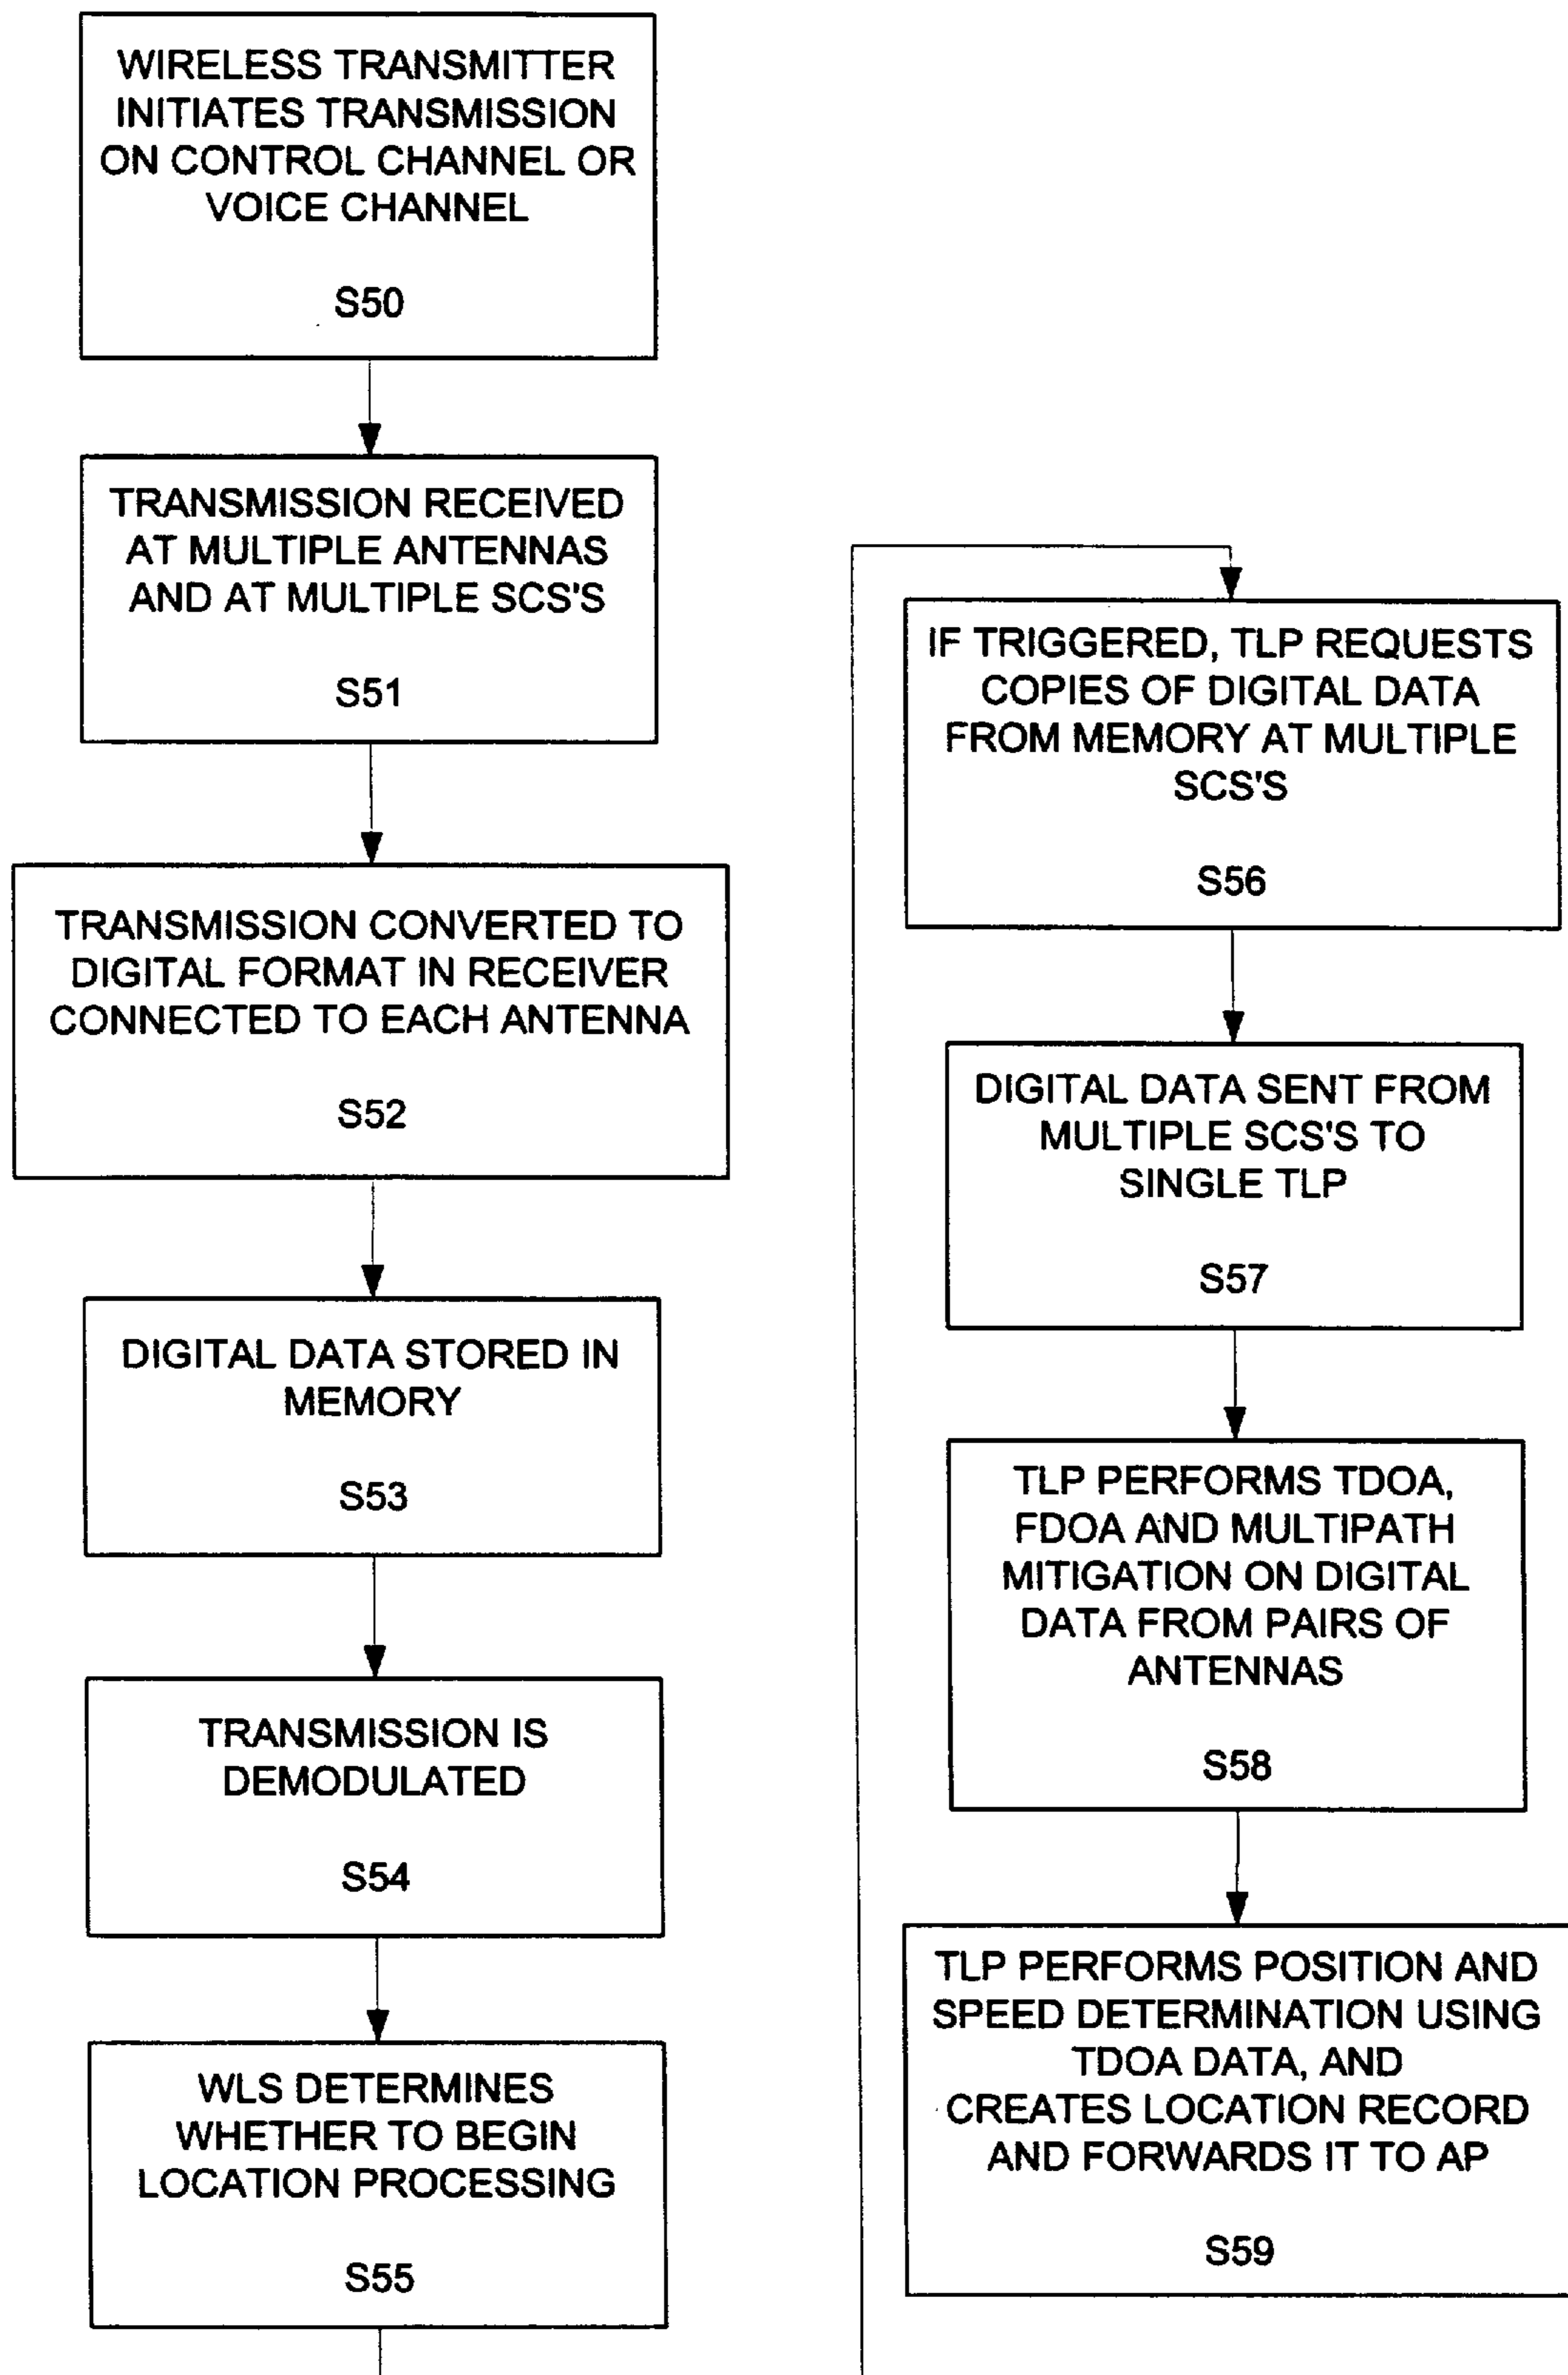 WIRELESS TRANSMITTER
INITIATES TRANSMISSION
ON CONTROL CHANNEL OR
VOICE CHANNEL
S50
TRANSMISSION RECEIVED
AT MULTIPLE ANTENNAS
AND AT MULTIPLE SCS'S
S51
TRANSMISSION CONVERTED TO
DIGITAL FORMAT IN RECEIVER
CONNECTED TO EACH ANTENNA
S52
DIGITAL DATA STORED IN
MEMORY
S53
TRANSMISSION IS
DEMODULATED
S54
WLS DETERMINES
WHETHER TO BEGIN
LOCATION PROCESSING
S55
IF TRIGGERED, TLP REQUESTS
COPIES OF DIGITAL DATA
FROM MEMORY AT MULTIPLE
SCS'S
S56
DIGITAL DATA SENT FROM
MULTIPLE SCS'S TO
SINGLE TLP
S57
TLP PERFORMS TDOA,
FDOA AND MULTIPATH
MITIGATION ON DIGITAL
DATA FROM PAIRS OF
ANTENNAS
S58
TLP PERFORMS POSITION AND
SPEED DETERMINATION USING
TDOA DATA, AND
CREATES LOCATION RECORD
AND FORWARDS IT TO AP
S59